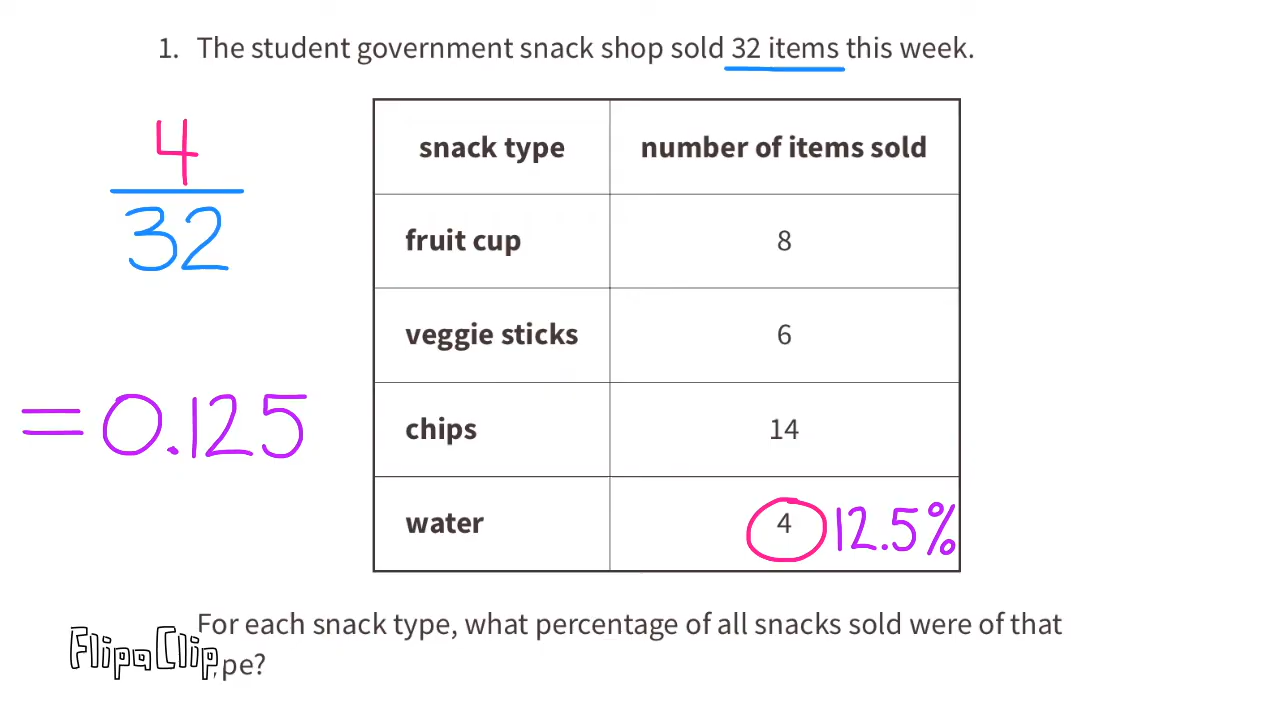 1. The student government snack shop sold 32 items this week.
4
32
= 0.125
snack type number of items sold
fruit cup 8
veggie sticks 6
chips 14
water 4 12.5%
For each snack type, what percentage of all snacks sold were of that
pe?
FlipaClip